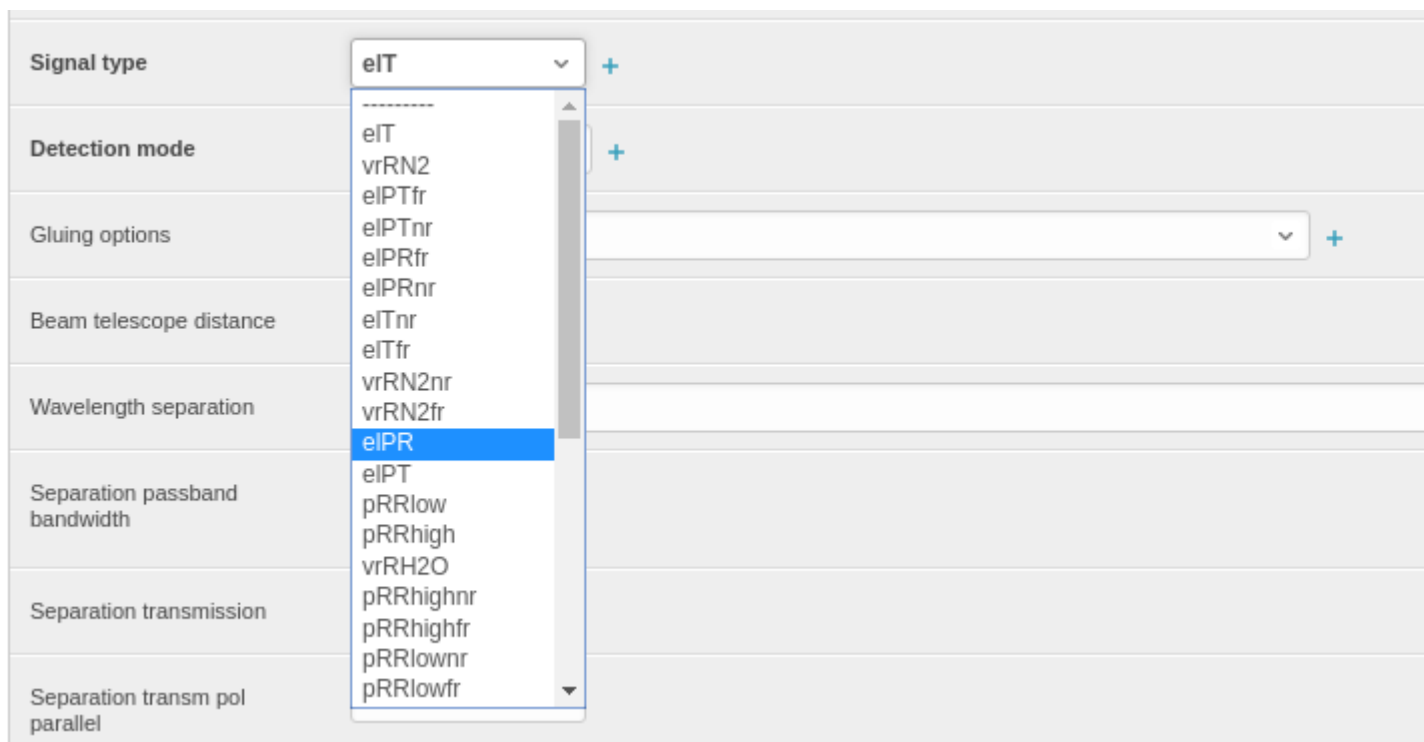 Signal type
elT
+
---------
elT
Detection mode
+
vrRN2
elPTfr
elPTnr
Gluing options
+
elPRfr
elPRnr
Beam telescope distance
elTnr
elTfr
vrRN2nr
Wavelength separation
vrRN2fr
elPR
elPT
Separation passband
bandwidth
pRRlow
pRRhigh
vrRH2O
pRRhighnr
Separation transmission
pRRhighfr
pRRlownr
pRRlowfr
Separation transm pol
parallel